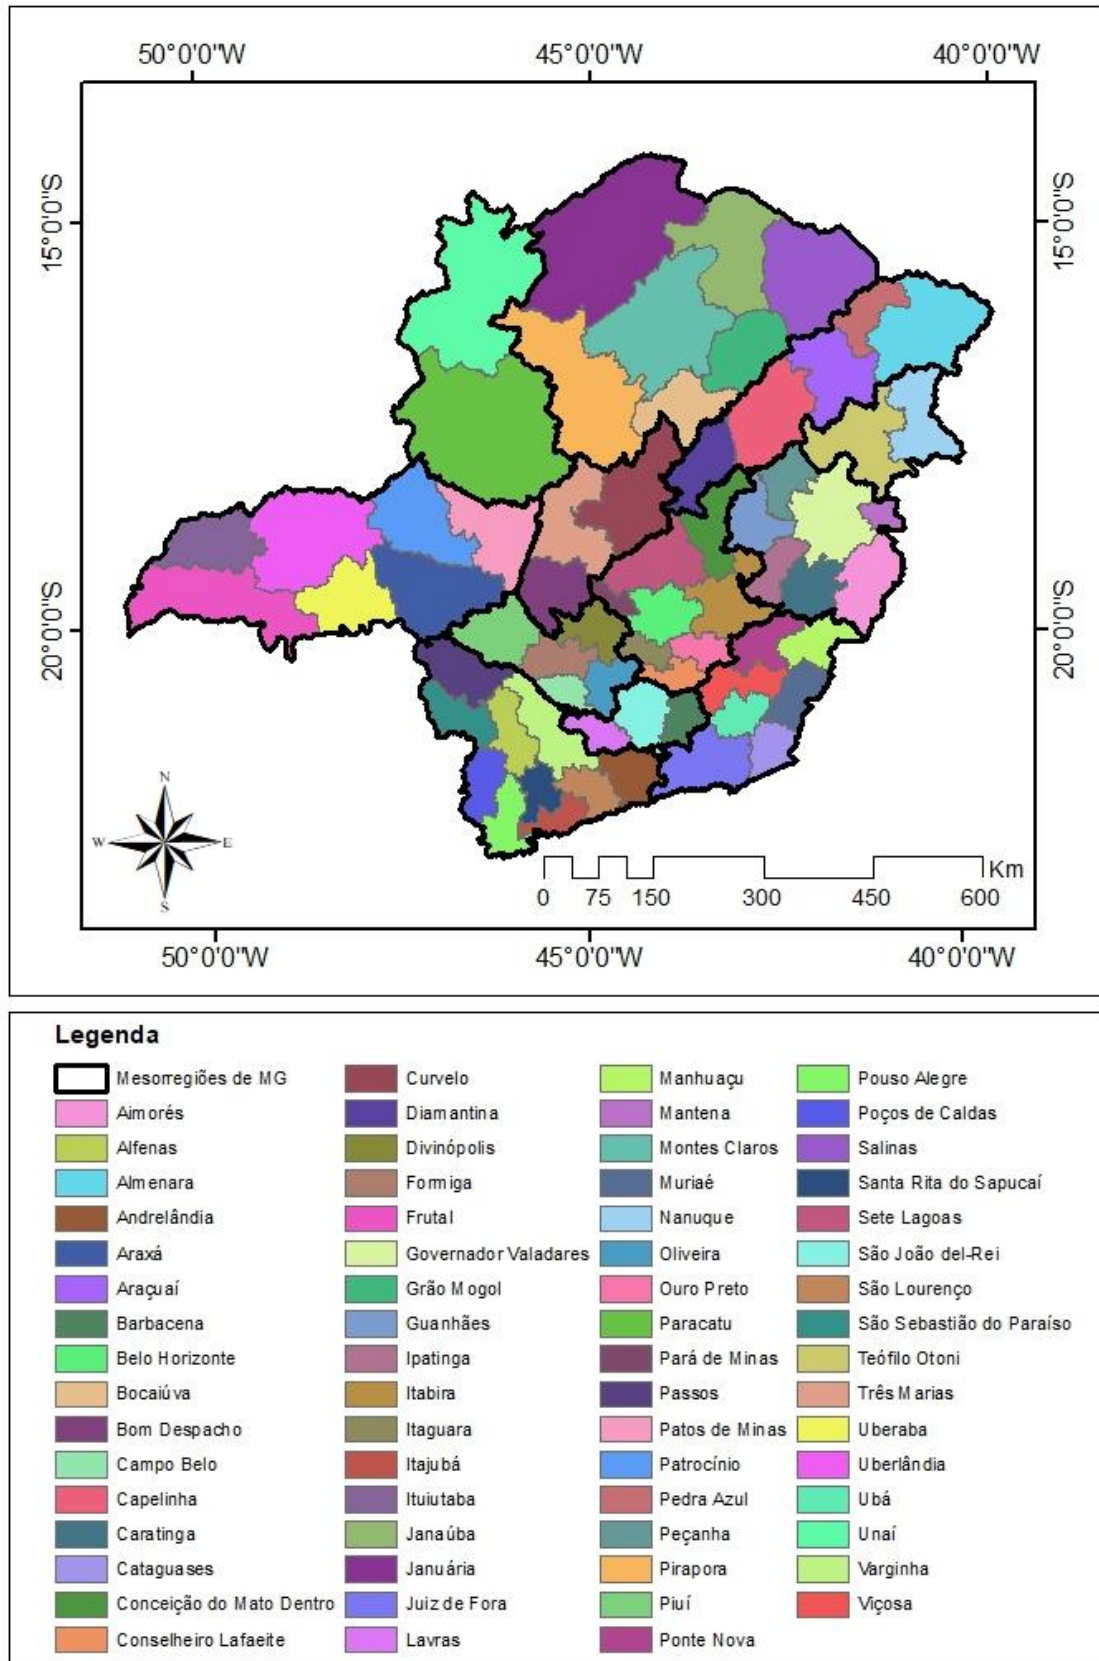 50°0'0"W 45°0'0"W 40°0'0"W
15°0'0"S 15°0'0"S
20°0'0"S 20°0'0"S
N
W E
S
Km
0 75 150 300 450 600
50°0'0"W 45°0'0"W 40°0'0"W
Legenda
Mesorregiões de MG
Aimorés
Alfenas
Almenara
Andrelândia
Araxá
Araçuaí
Barbacena
Belo Horizonte
Bocaiúva
Bom Despacho
Campo Belo
Capelinha
Caratinga
Cataguases
Conceição do Mato Dentro
Conselheiro Lafaeite
Curvelo
Diamantina
Divinópolis
Formiga
Frutal
Governador Valadares
Grão Mogol
Guanhães
Ipatinga
Itabira
Itaguara
Itajubá
Ituiutaba
Janaúba
Januária
Juiz de Fora
Lavras
Manhuaçu
Mantena
Montes Claros
Muriaé
Nanuque
Oliveira
Ouro Preto
Paracatu
Pará de Minas
Passos
Patos de Minas
Patrocínio
Pedra Azul
Peçanha
Pirapora
Piuí
Ponte Nova
Pouso Alegre
Poços de Caldas
Salinas
Santa Rita do Sapucaí
Sete Lagoas
São João del-Rei
São Lourenço
São Sebastião do Paraíso
Teófilo Otoni
Três Marias
Uberaba
Uberlândia
Ubá
Unaí
Varginha
Viçosa